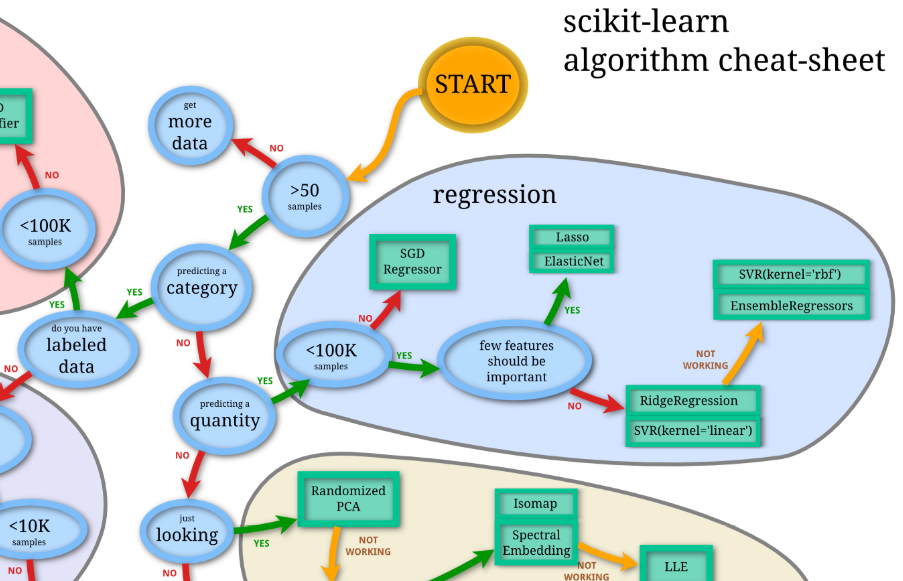 scikit-learn
algorithm cheat-sheet
START
get
more
data
NO
>50
samples
YES
predicting a
category
YES
NO
do you have
labeled
data
YES
NO
<100K
samples
NO
predicting a
quantity
YES
NO
just
looking
YES
NO
<10K
samples
NO
regression
<100K
samples
NO
SGD
Regressor
YES
few features
should be
important
YES
Lasso
ElasticNet
NO
RidgeRegression
SVR(kernel='linear')
NOT
WORKING
SVR(kernel='rbf')
EnsembleRegressors
Randomized
PCA
NOT
WORKING
Isomap
Spectral
Embedding
NOT
WORKING
LLE